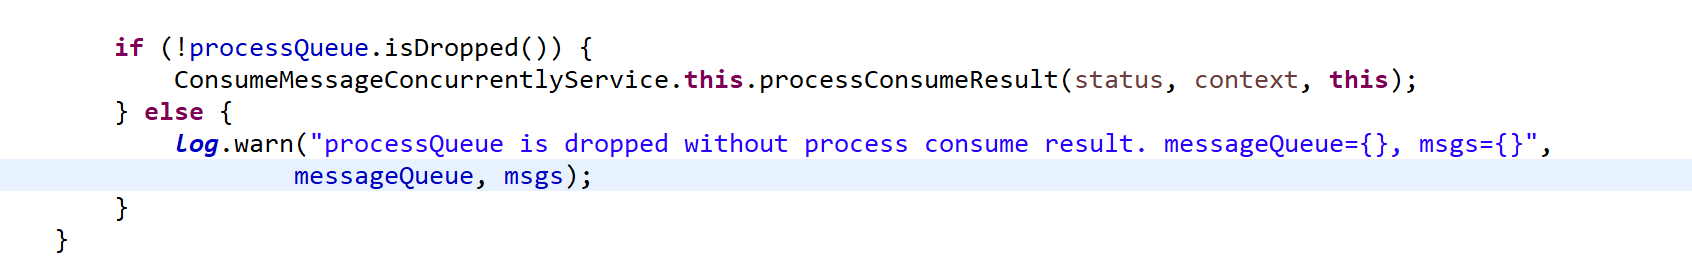 if (!processQueue.isDropped()) {
ConsumeMessageConcurrentlyService.this.processConsumeResult(status, context, this);
} else {
log.warn("processQueue is dropped without process consume result. messageQueue={}, msgs={}",
messageQueue, msgs);
}
}